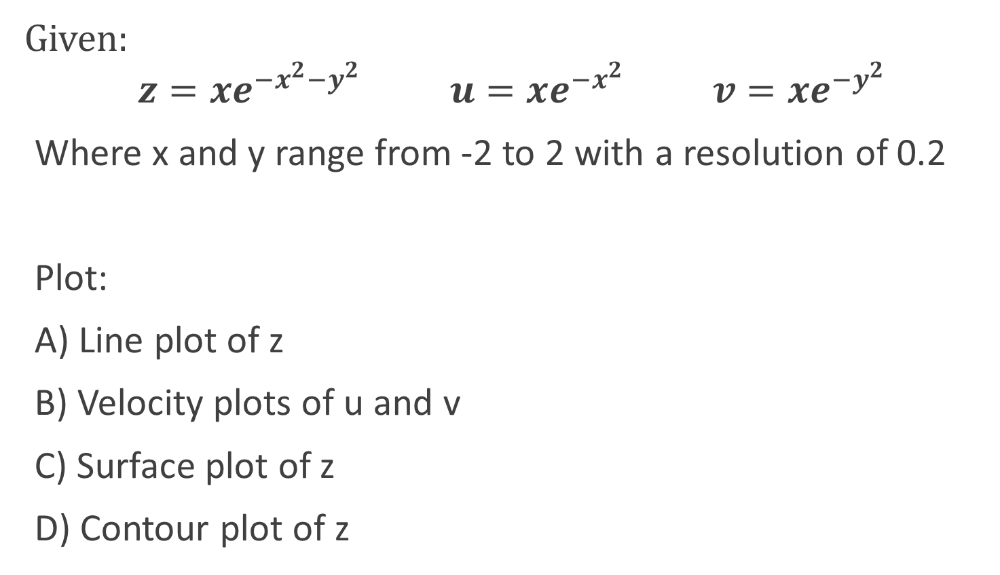 Given:
z = xe^{-x^2-y^2} u = xe^{-x^2} v = xe^{-y^2}
Where x and y range from -2 to 2 with a resolution of 0.2
Plot:
A) Line plot of z
B) Velocity plots of u and v
C) Surface plot of z
D) Contour plot of z